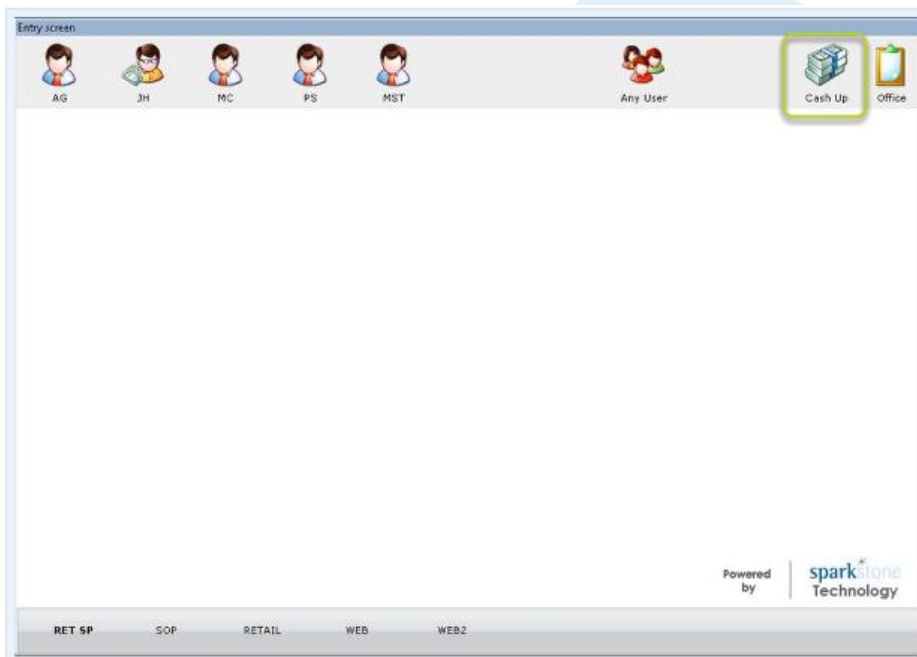 Entry screen
AG JH MC PS MST Any User Cash Up Office
Powered by
sparkstone Technology
RET SP SOP RETAIL WEB WEB2